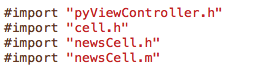 #import "pyViewController.h"
#import "cell.h"
#import "newsCell.h"
#import "newsCell.m"